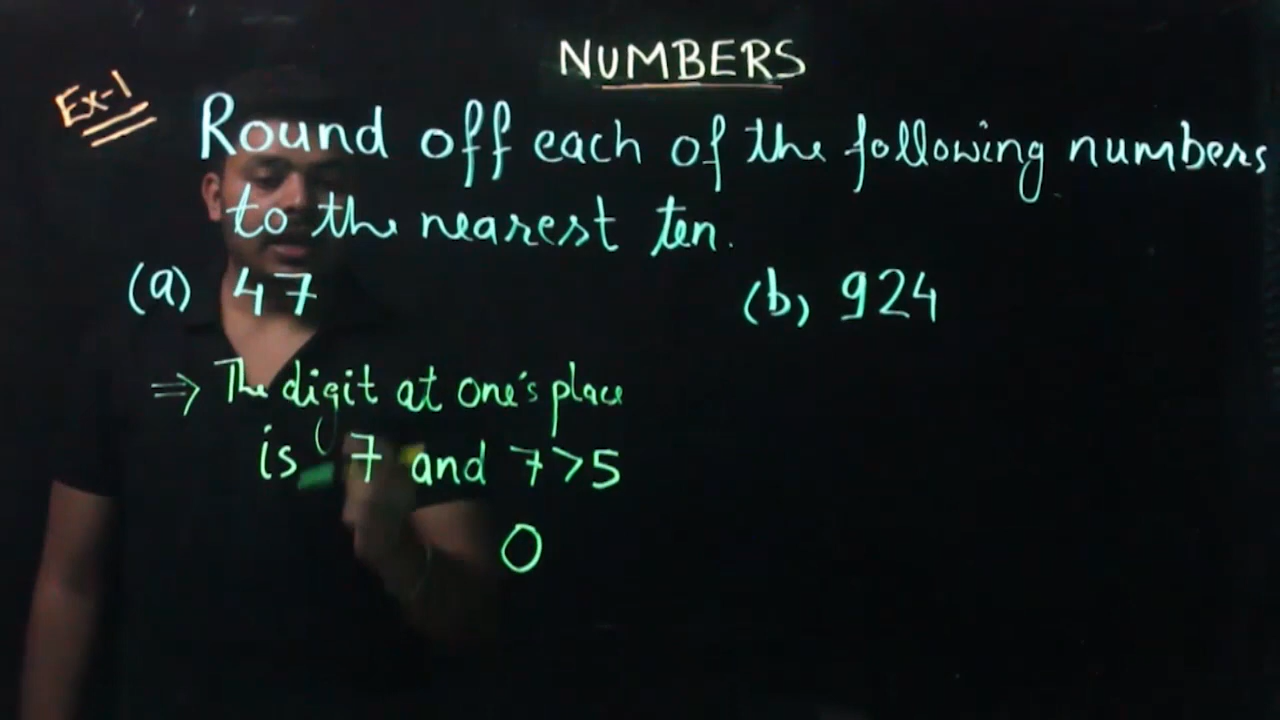 NUMBERS
Ex-1
Round off each of the following numbers
to the nearest ten.
(a) 47
(b) 924
⇒ The digit at one's place
is 7 and 7>5
0